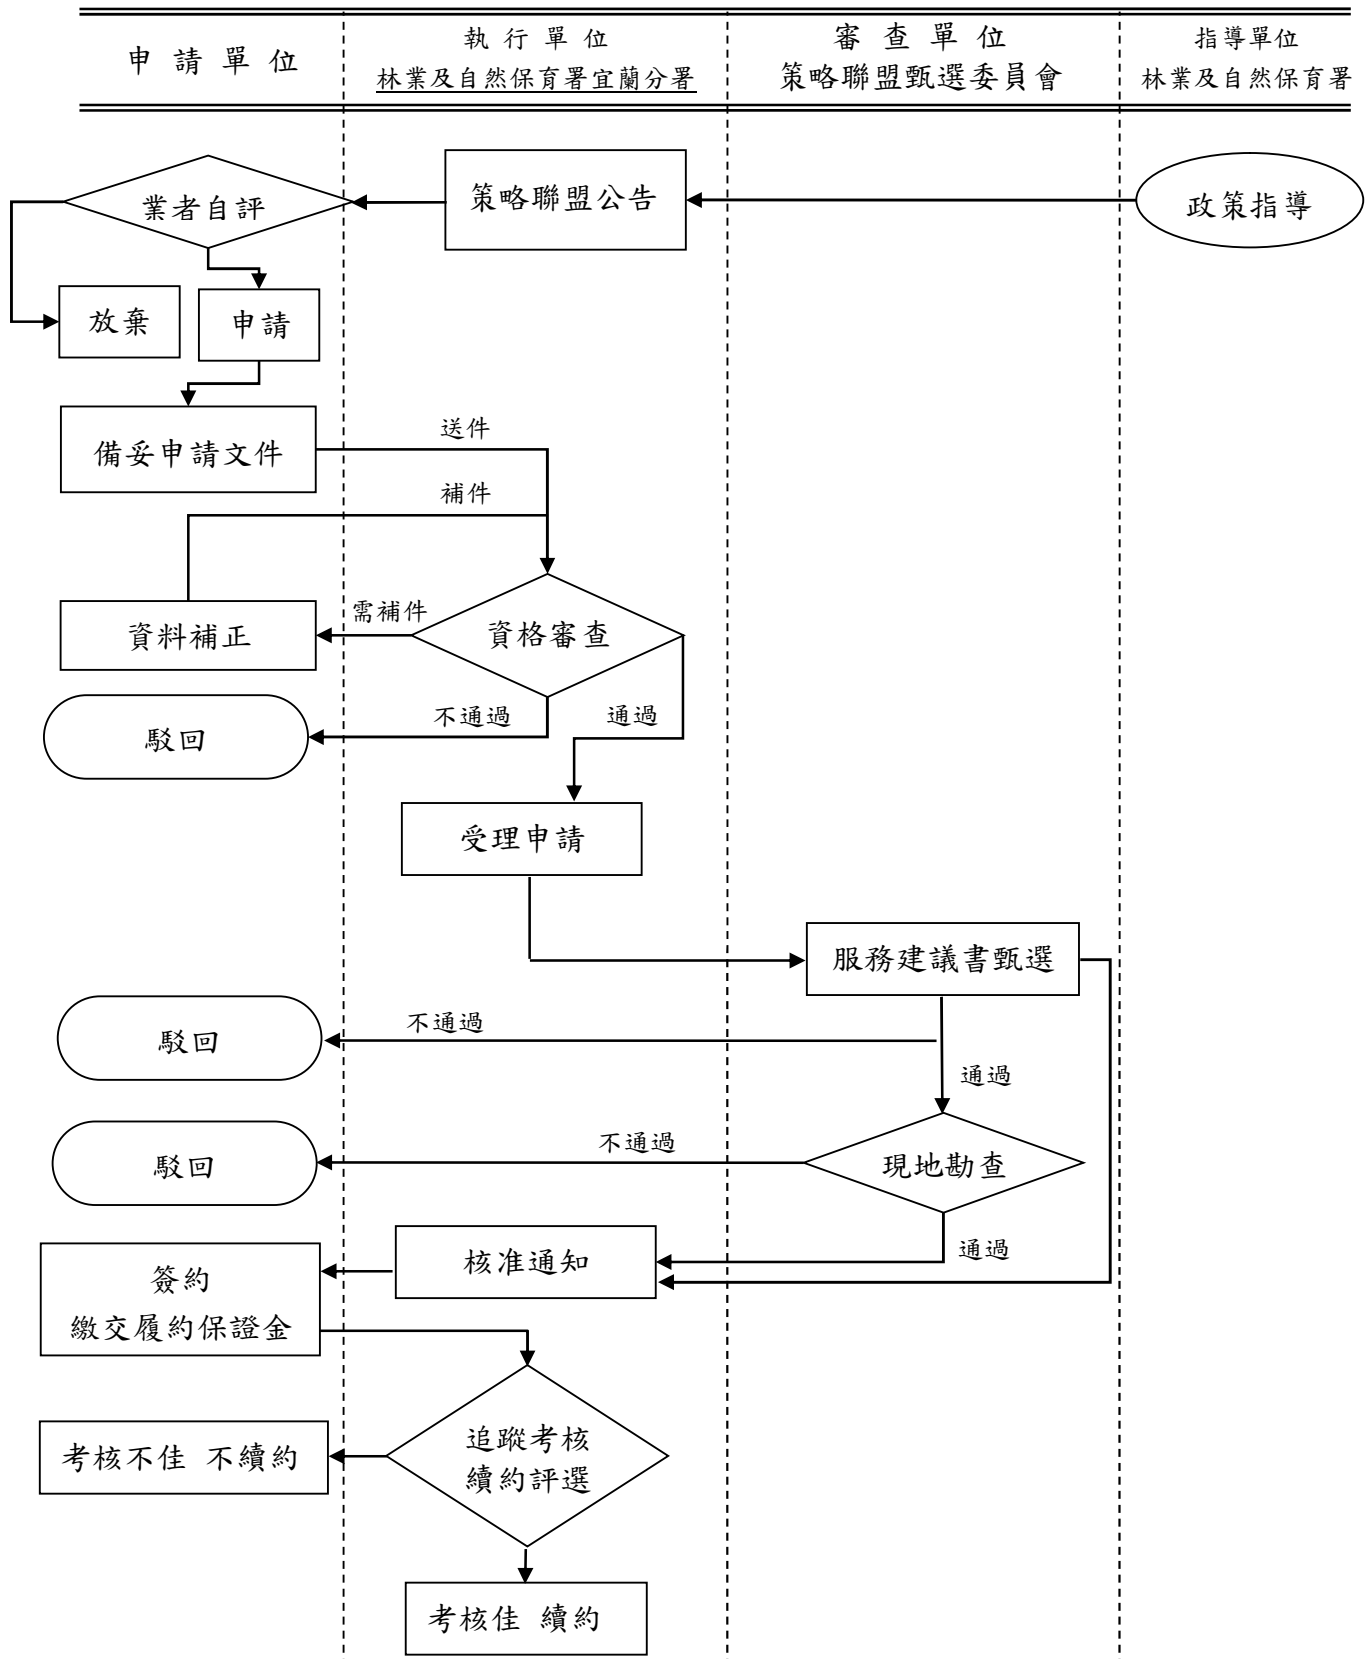 申請單位
執行單位
林業及自然保育署宜蘭分署
審查單位
策略聯盟甄選委員會
指導單位
林業及自然保育署
業者自評
策略聯盟公告
政策指導
放棄
申請
備妥申請文件
送件
補件
資料補正
需補件
資格審查
駁回
不通過
通過
受理申請
服務建議書甄選
駁回
不通過
通過
駁回
不通過
現地勘查
通過
核准通知
簽約
繳交履約保證金
追蹤考核
續約評選
考核不佳 不續約
考核佳 續約